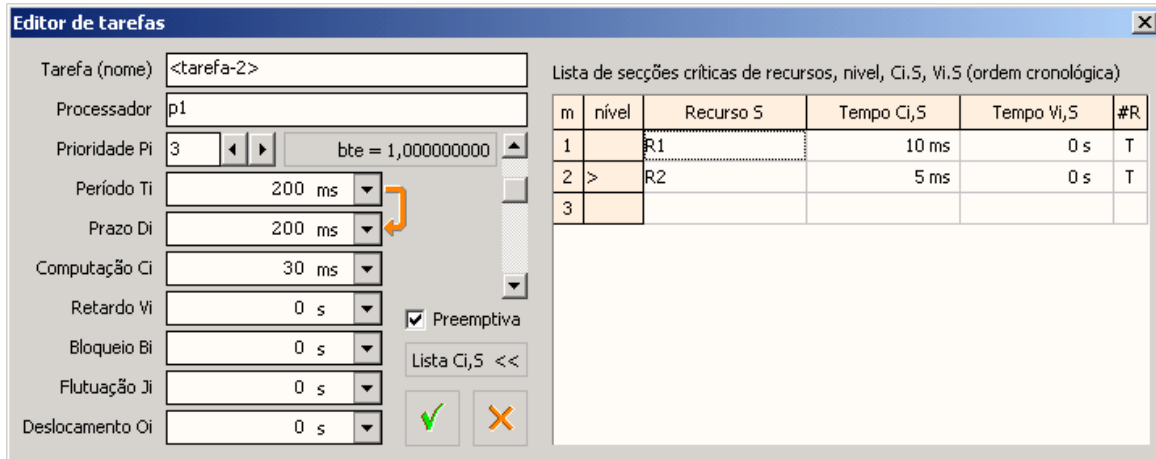 Editor de tarefas
Tarefa (nome) <tarefa-2>
Processador p1
Prioridade Pi 3 bte = 1,000000000
Período Ti 200 ms
Prazo Di 200 ms
Computação Ci 30 ms
Retardo Vi 0 s
Bloqueio Bi 0 s
Flutuação Ji 0 s
Deslocamento Oi 0 s
Preemptiva
Lista Ci,S <<
Lista de secções críticas de recursos, nivel, Ci.S, Vi.S (ordem cronológica)
m nível Recurso S Tempo Ci,S Tempo Vi,S #R
1 R1 10 ms 0 s T
2 > R2 5 ms 0 s T
3